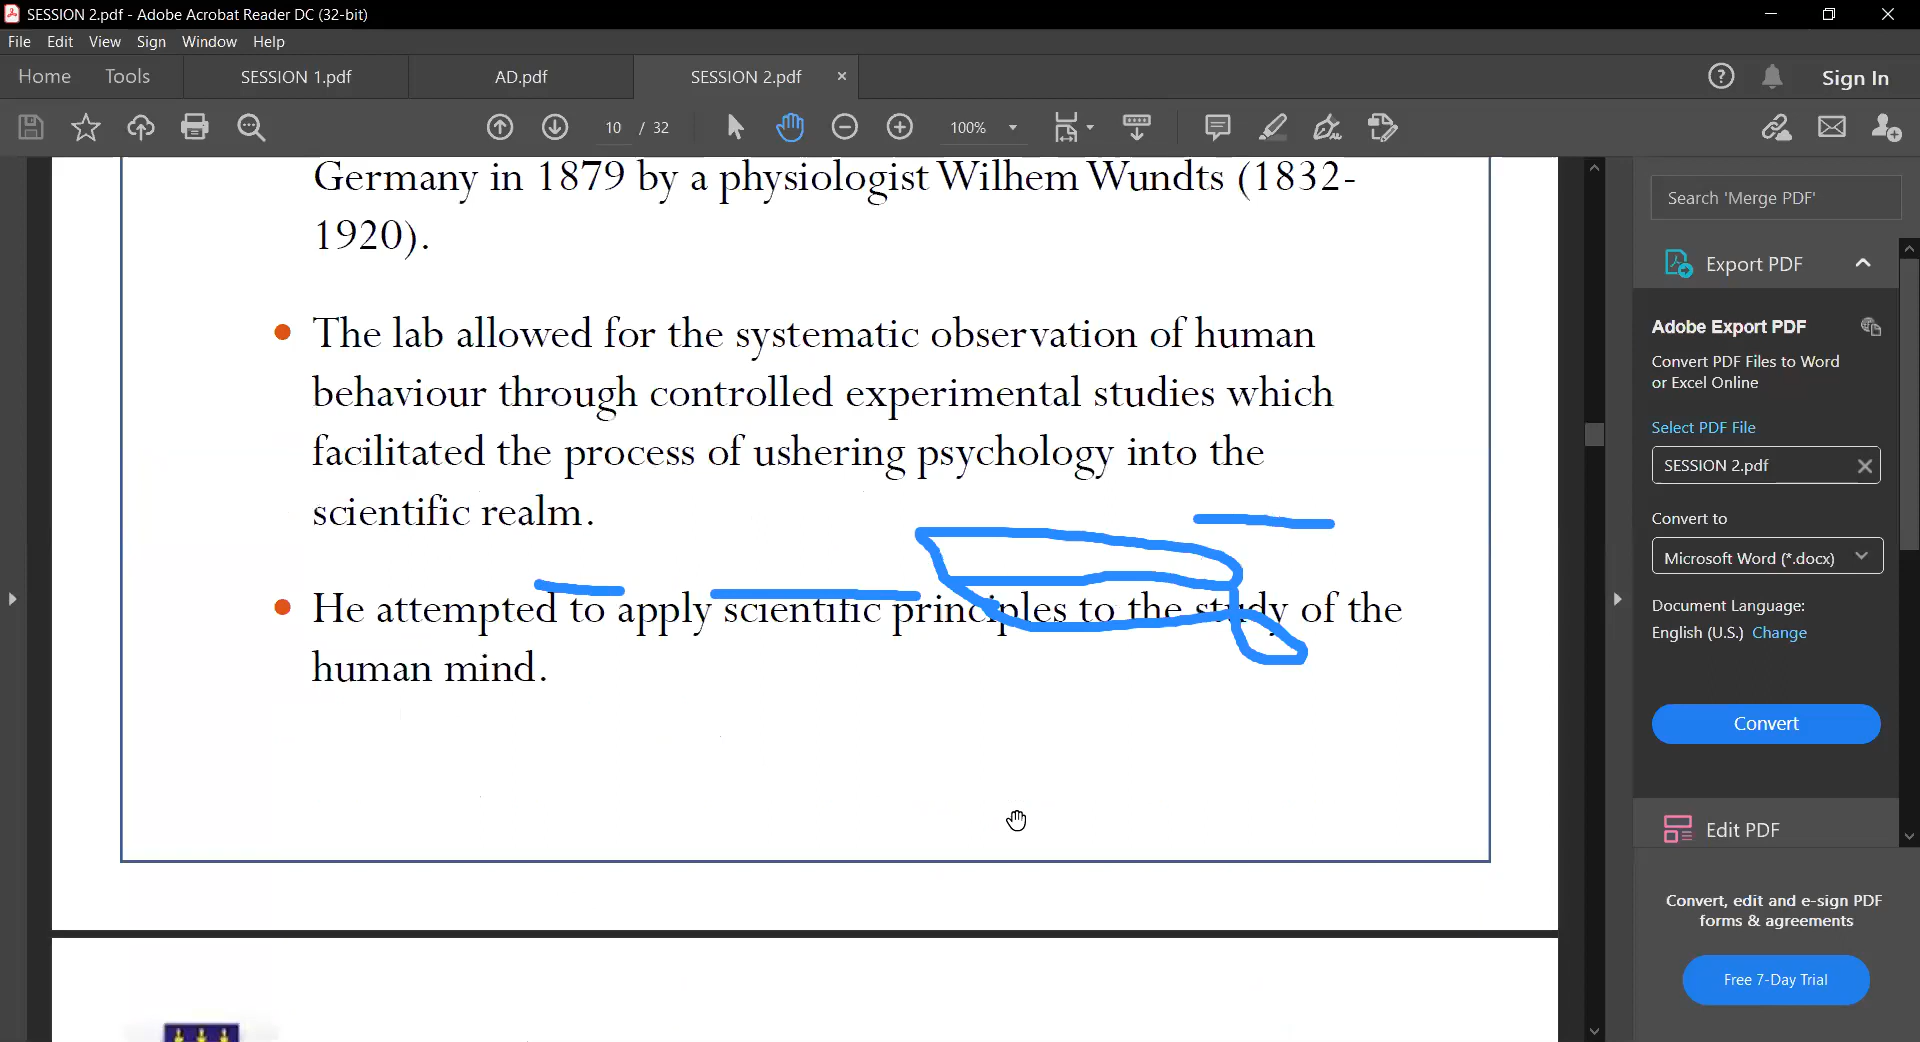 SESSION 2.pdf - Adobe Acrobat Reader DC (32-bit)
File Edit View Sign Window Help
Home Tools SESSION 1.pdf AD.pdf SESSION 2.pdf × Sign In
10 / 32 100%
Germany in 1879 by a physiologist Wilhem Wundts (1832-
1920).
• The lab allowed for the systematic observation of human
behaviour through controlled experimental studies which
facilitated the process of ushering psychology into the
scientific realm.
• He attempted to apply scientific principles to the study of the
human mind.
Search 'Merge PDF'
Export PDF
Adobe Export PDF
Convert PDF Files to Word
or Excel Online
Select PDF File
SESSION 2.pdf
Convert to
Microsoft Word (*.docx)
Document Language:
English (U.S.) Change
Convert
Edit PDF
Convert, edit and e-sign PDF
forms & agreements
Free 7-Day Trial